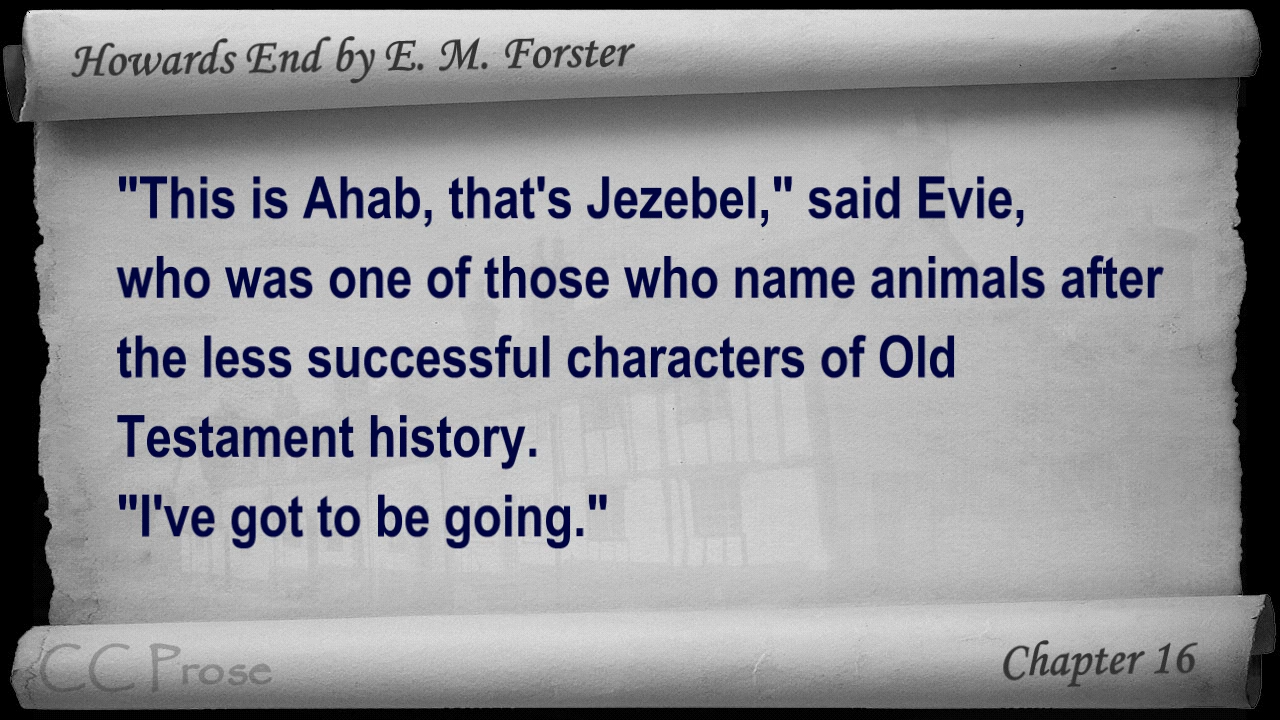 Howards End by E. M. Forster
"This is Ahab, that's Jezebel," said Evie,
who was one of those who name animals after
the less successful characters of Old
Testament history.
"I've got to be going."
CC Prose
Chapter 16